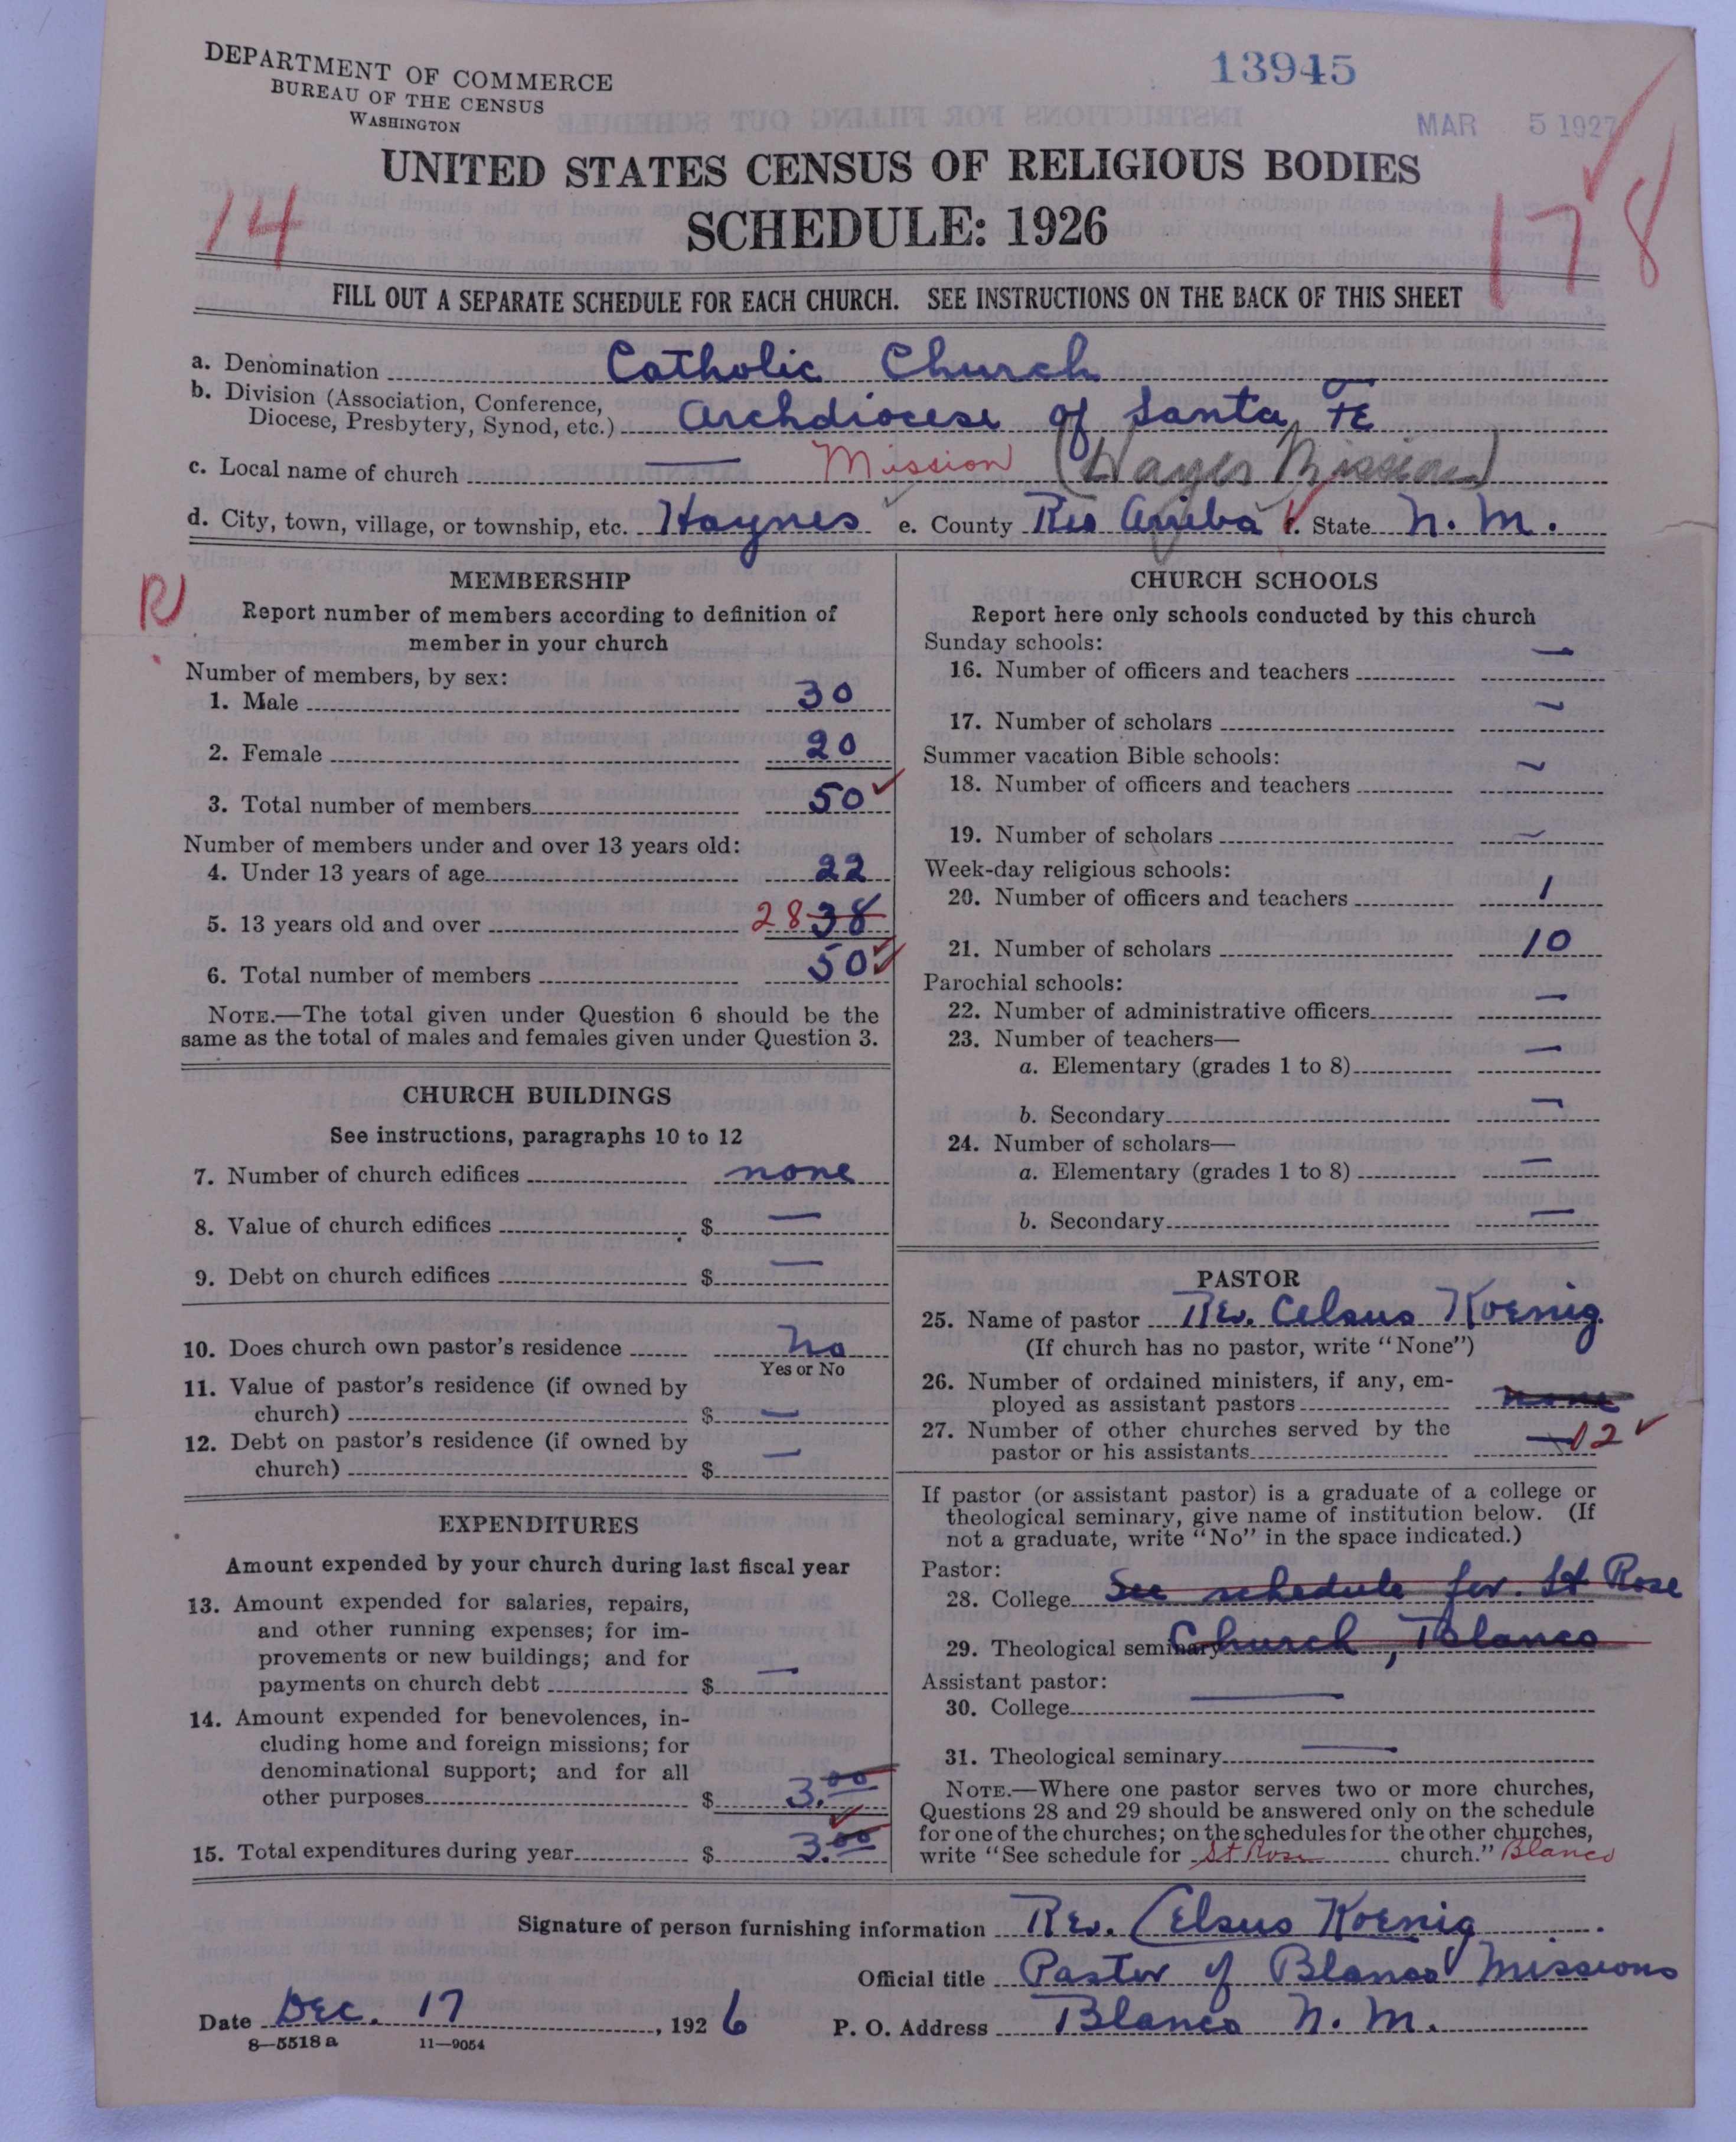 DEPARTMENT OF COMMERCE
BUREAU OF THE CENSUS
WASHINGTON
13945
MAR 5 1927
UNITED STATES CENSUS OF RELIGIOUS BODIES
14
SCHEDULE: 1926
17 8
FILL OUT A SEPARATE SCHEDULE FOR EACH CHURCH. SEE INSTRUCTIONS ON THE BACK OF THIS SHEET
a. Denomination Catholic Church
b. Division (Association, Conference,
Diocese, Presbytery, Synod, etc.) Archdiocese of Santa Fe
c. Local name of church — Mission (Hayes Mission)
d. City, town, village, or township, etc. Haynes e. County Rio Arriba f. State N. M.
R
MEMBERSHIP
Report number of members according to definition of
member in your church
Number of members, by sex:
1. Male 30
2. Female 20
3. Total number of members 50
Number of members under and over 13 years old:
4. Under 13 years of age 22
5. 13 years old and over 28 38
6. Total number of members 50
NOTE.—The total given under Question 6 should be the
same as the total of males and females given under Question 3.
CHURCH BUILDINGS
See instructions, paragraphs 10 to 12
7. Number of church edifices none
8. Value of church edifices $ —
9. Debt on church edifices $ —
10. Does church own pastor's residence No
Yes or No
11. Value of pastor's residence (if owned by
church) $ —
12. Debt on pastor's residence (if owned by
church) $ —
EXPENDITURES
Amount expended by your church during last fiscal year
13. Amount expended for salaries, repairs,
and other running expenses; for im-
provements or new buildings; and for
payments on church debt $ —
14. Amount expended for benevolences, in-
cluding home and foreign missions; for
denominational support; and for all
other purposes $ 3.00
15. Total expenditures during year $ 3.00
CHURCH SCHOOLS
Report here only schools conducted by this church
Sunday schools:
16. Number of officers and teachers —
17. Number of scholars —
Summer vacation Bible schools:
18. Number of officers and teachers —
19. Number of scholars —
Week-day religious schools:
20. Number of officers and teachers 1
21. Number of scholars 10
Parochial schools:
22. Number of administrative officers —
23. Number of teachers—
a. Elementary (grades 1 to 8) —
b. Secondary —
24. Number of scholars—
a. Elementary (grades 1 to 8) —
b. Secondary —
PASTOR
25. Name of pastor Rev. Celsus Koenig.
(If church has no pastor, write "None")
26. Number of ordained ministers, if any, em-
ployed as assistant pastors none
27. Number of other churches served by the
pastor or his assistants — 12
If pastor (or assistant pastor) is a graduate of a college or
theological seminary, give name of institution below. (If
not a graduate, write "No" in the space indicated.)
Pastor:
28. College See schedule for St Rose
29. Theological seminary Church, Blanco
Assistant pastor:
30. College —
31. Theological seminary —
NOTE.—Where one pastor serves two or more churches,
Questions 28 and 29 should be answered only on the schedule
for one of the churches; on the schedules for the other churches,
write "See schedule for St Rose church." Blanco
Signature of person furnishing information Rev. Celsus Koenig
Official title Pastor of Blanco Missions
Date Dec. 17, 1926 P. O. Address Blanco N. M.
8—5518a 11—9054